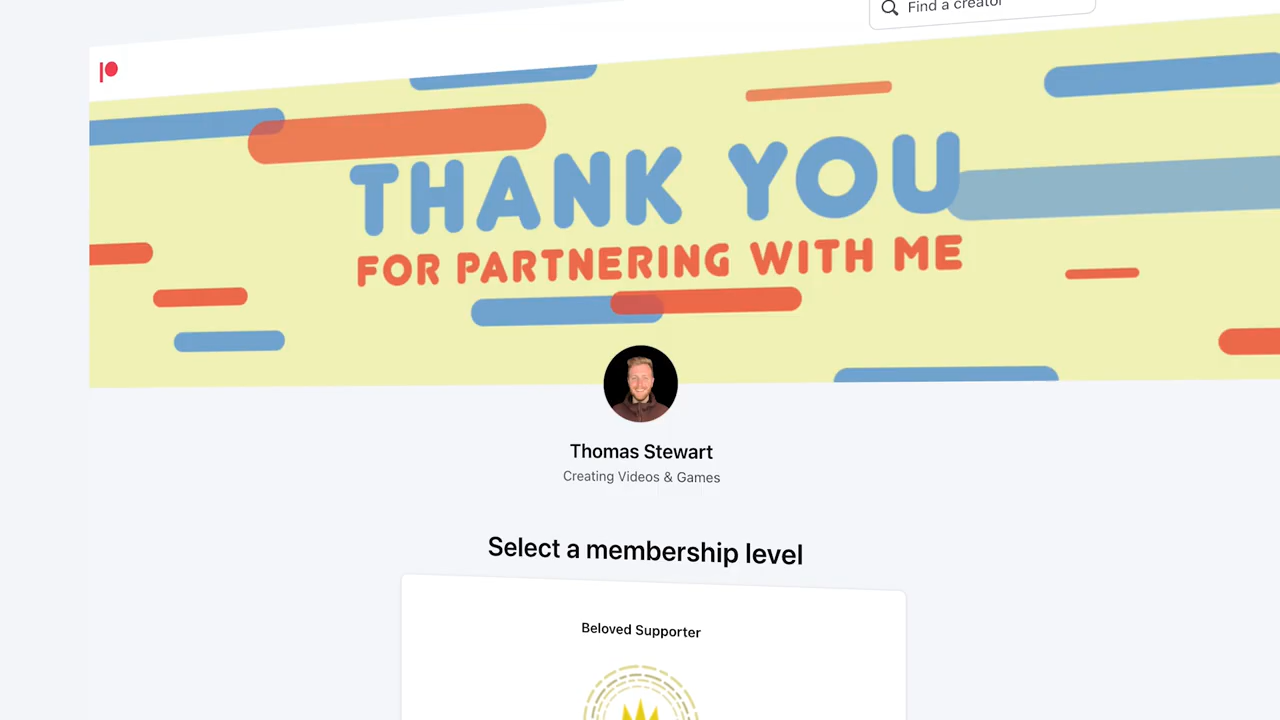 Find a creator
THANK YOU
FOR PARTNERING WITH ME
Thomas Stewart
Creating Videos & Games
Select a membership level
Beloved Supporter